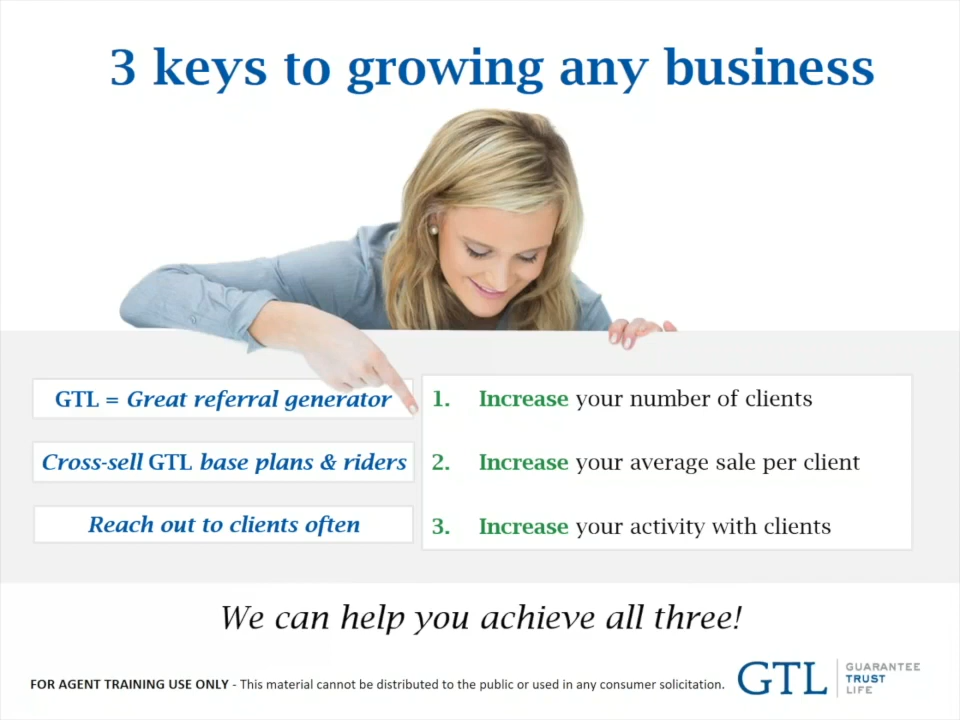 3 keys to growing any business
GTL = Great referral generator
1. Increase your number of clients
Cross-sell GTL base plans & riders
2. Increase your average sale per client
Reach out to clients often
3. Increase your activity with clients
We can help you achieve all three!
FOR AGENT TRAINING USE ONLY - This material cannot be distributed to the public or used in any consumer solicitation.
GTL
GUARANTEE
TRUST
LIFE